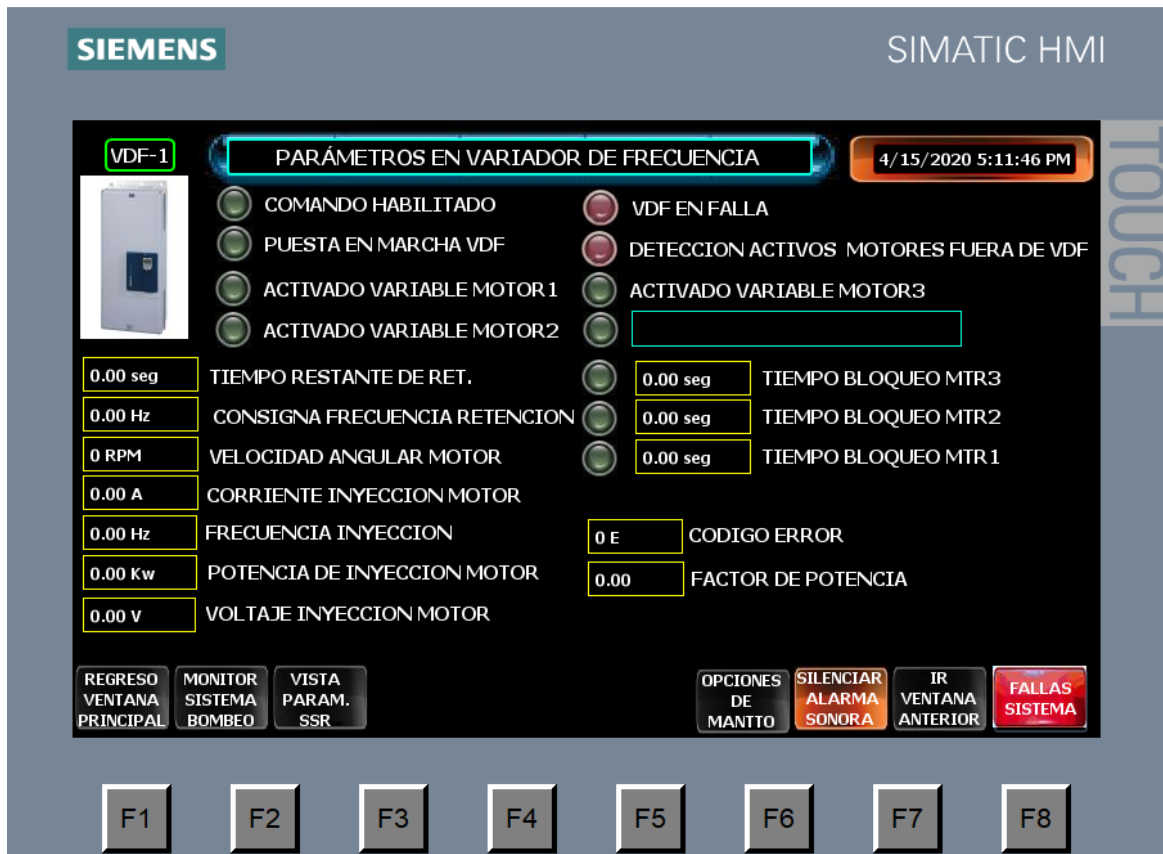 SIEMENS
SIMATIC HMI
TOUCH
VDF-1
PARÁMETROS EN VARIADOR DE FRECUENCIA
4/15/2020 5:11:46 PM
COMANDO HABILITADO
VDF EN FALLA
PUESTA EN MARCHA VDF
DETECCION ACTIVOS MOTORES FUERA DE VDF
ACTIVADO VARIABLE MOTOR1
ACTIVADO VARIABLE MOTOR3
ACTIVADO VARIABLE MOTOR2
0.00 seg TIEMPO RESTANTE DE RET.
0.00 seg TIEMPO BLOQUEO MTR3
0.00 Hz CONSIGNA FRECUENCIA RETENCION
0.00 seg TIEMPO BLOQUEO MTR2
0 RPM VELOCIDAD ANGULAR MOTOR
0.00 seg TIEMPO BLOQUEO MTR1
0.00 A CORRIENTE INYECCION MOTOR
0.00 Hz FRECUENCIA INYECCION
0 E CODIGO ERROR
0.00 Kw POTENCIA DE INYECCION MOTOR
0.00 FACTOR DE POTENCIA
0.00 V VOLTAJE INYECCION MOTOR
REGRESO
VENTANA
PRINCIPAL
MONITOR
SISTEMA
BOMBEO
VISTA
PARAM.
SSR
OPCIONES
DE
MANTTO
SILENCIAR
ALARMA
SONORA
IR
VENTANA
ANTERIOR
FALLAS
SISTEMA
F1 F2 F3 F4 F5 F6 F7 F8